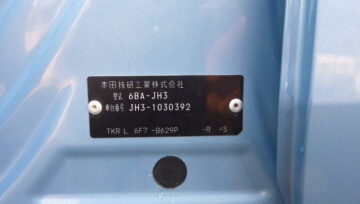 本田技研工業株式会社
型式 6BA-JH3
車台番号 JH3-1030392
TKR L 6F7 -B629P -R -S